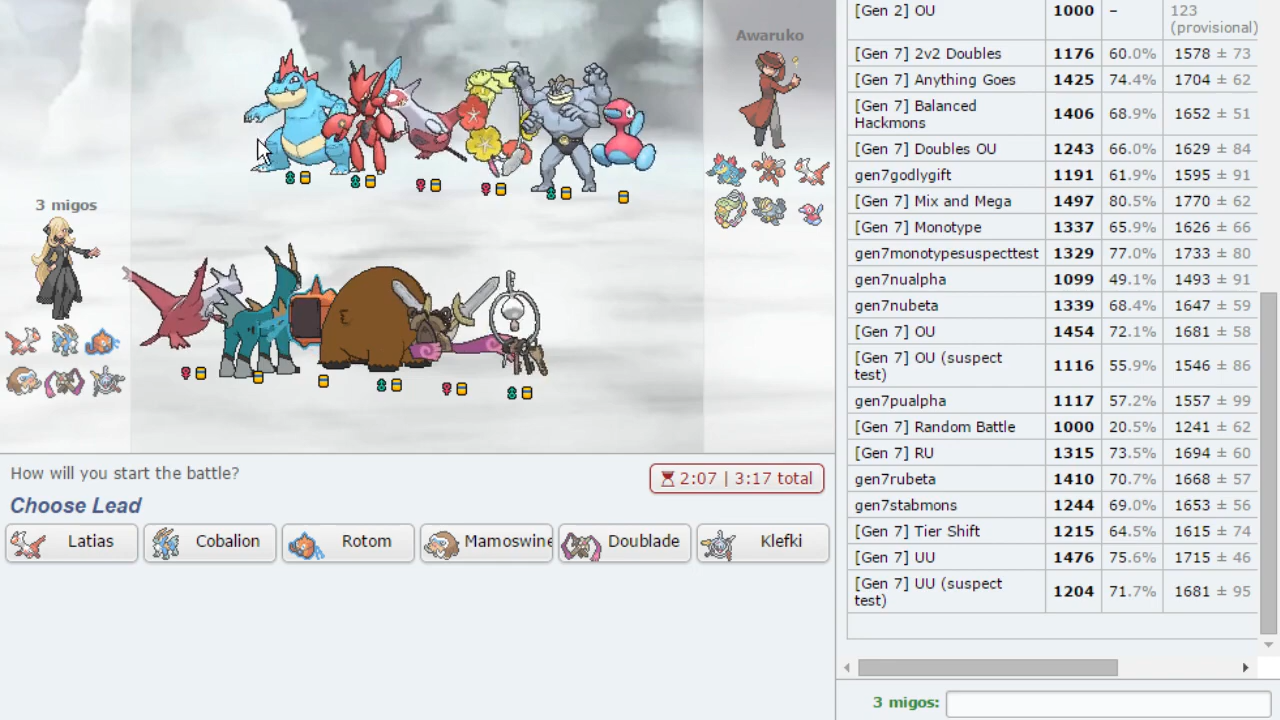 Awaruko
3 migos
How will you start the battle?
2:07 | 3:17 total
Choose Lead
Latias
Cobalion
Rotom
Mamoswine
Doublade
Klefki
[Gen 2] OU 1000 – 123 (provisional)
[Gen 7] 2v2 Doubles 1176 60.0% 1578 ± 73
[Gen 7] Anything Goes 1425 74.4% 1704 ± 62
[Gen 7] Balanced Hackmons 1406 68.9% 1652 ± 51
[Gen 7] Doubles OU 1243 66.0% 1629 ± 84
gen7godlygift 1191 61.9% 1595 ± 91
[Gen 7] Mix and Mega 1497 80.5% 1770 ± 62
[Gen 7] Monotype 1337 65.9% 1626 ± 66
gen7monotypesuspecttest 1329 77.0% 1733 ± 80
gen7nualpha 1099 49.1% 1493 ± 91
gen7nubeta 1339 68.4% 1647 ± 59
[Gen 7] OU 1454 72.1% 1681 ± 58
[Gen 7] OU (suspect test) 1116 55.9% 1546 ± 86
gen7pualpha 1117 57.2% 1557 ± 99
[Gen 7] Random Battle 1000 20.5% 1241 ± 62
[Gen 7] RU 1315 73.5% 1694 ± 60
gen7rubeta 1410 70.7% 1668 ± 57
gen7stabmons 1244 69.0% 1653 ± 56
[Gen 7] Tier Shift 1215 64.5% 1615 ± 74
[Gen 7] UU 1476 75.6% 1715 ± 46
[Gen 7] UU (suspect test) 1204 71.7% 1681 ± 95
3 migos: